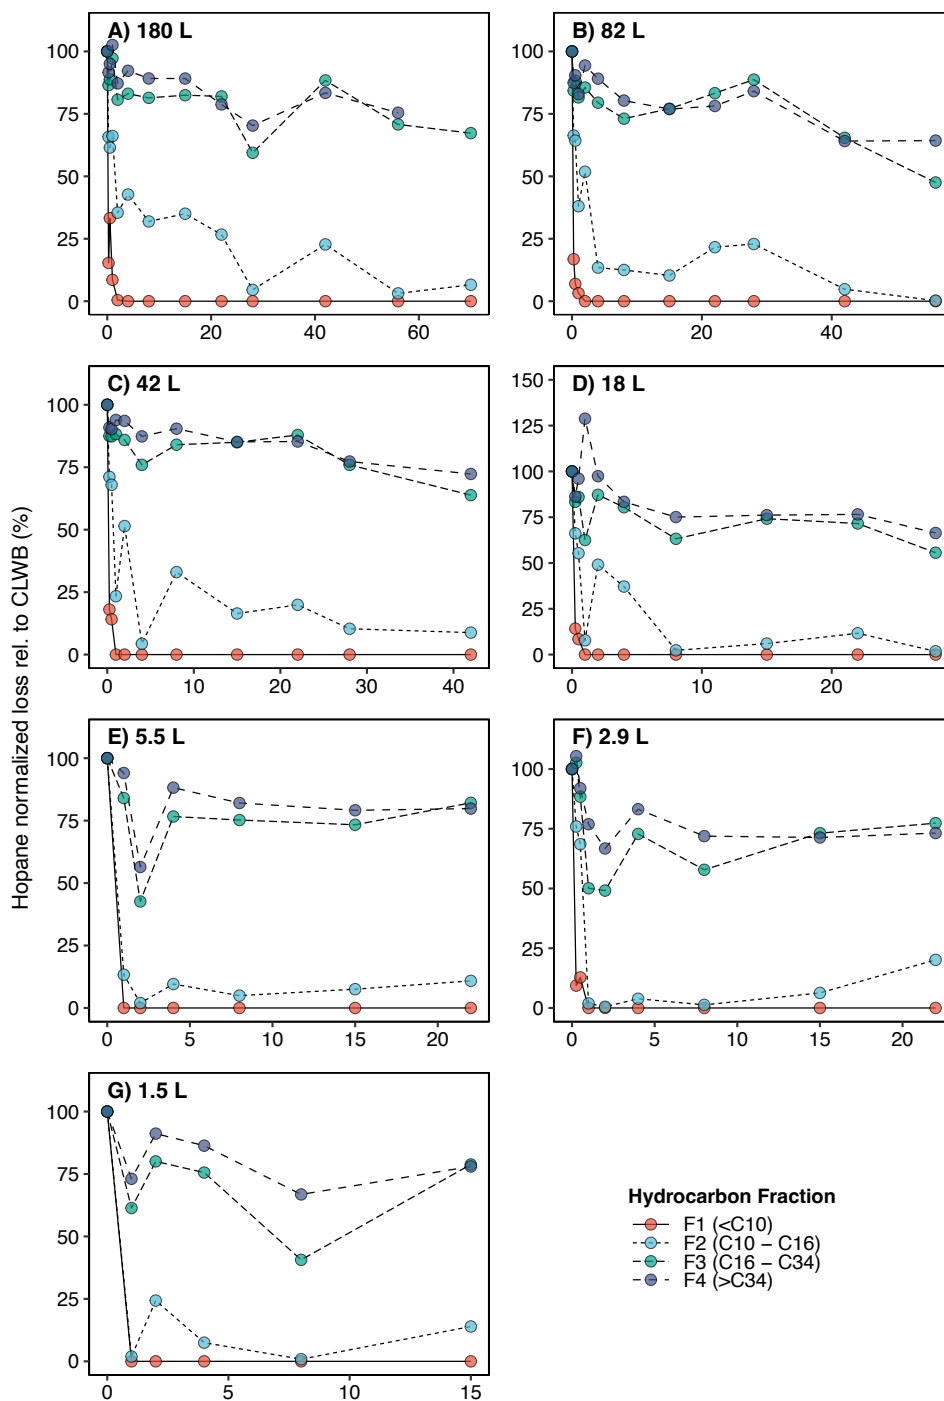 Hopane normalized loss rel. to CLWB (%)
A) 180 L
100
75
50
25
0
0 20 40 60
B) 82 L
100
75
50
25
0
0 20 40
C) 42 L
100
75
50
25
0
0 10 20 30 40
D) 18 L
150
125
100
75
50
25
0
0 10 20
E) 5.5 L
100
75
50
25
0
0 5 10 15 20
F) 2.9 L
100
75
50
25
0
0 5 10 15 20
G) 1.5 L
100
75
50
25
0
0 5 10 15
Hydrocarbon Fraction
F1 (<C10)
F2 (C10 − C16)
F3 (C16 − C34)
F4 (>C34)